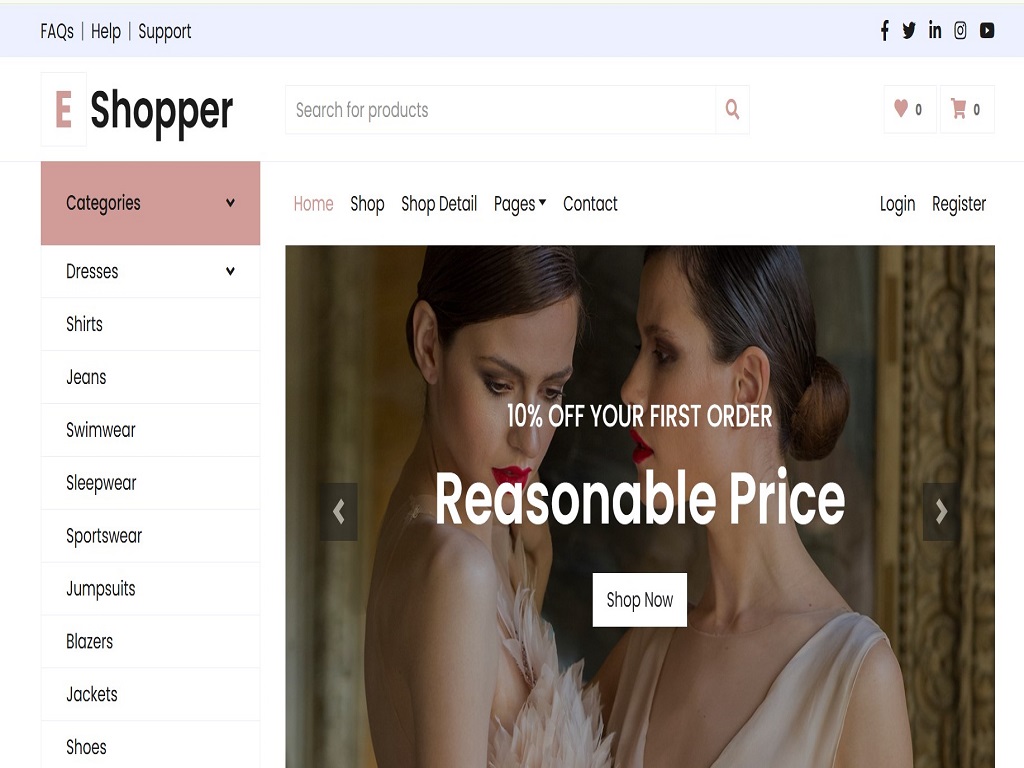 FAQs | Help | Support
E Shopper
Search for products
0
0
Categories
Home Shop Shop Detail Pages Contact
Login Register
Dresses
Shirts
Jeans
Swimwear
Sleepwear
Sportswear
Jumpsuits
Blazers
Jackets
Shoes
10% OFF YOUR FIRST ORDER
Reasonable Price
Shop Now